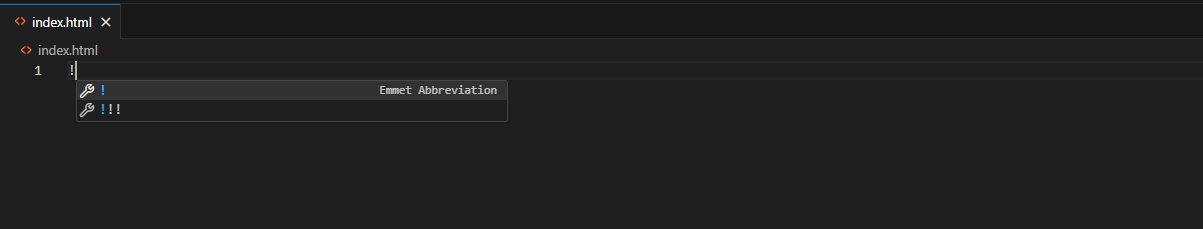 index.html
index.html
1 !
! Emmet Abbreviation
!!!